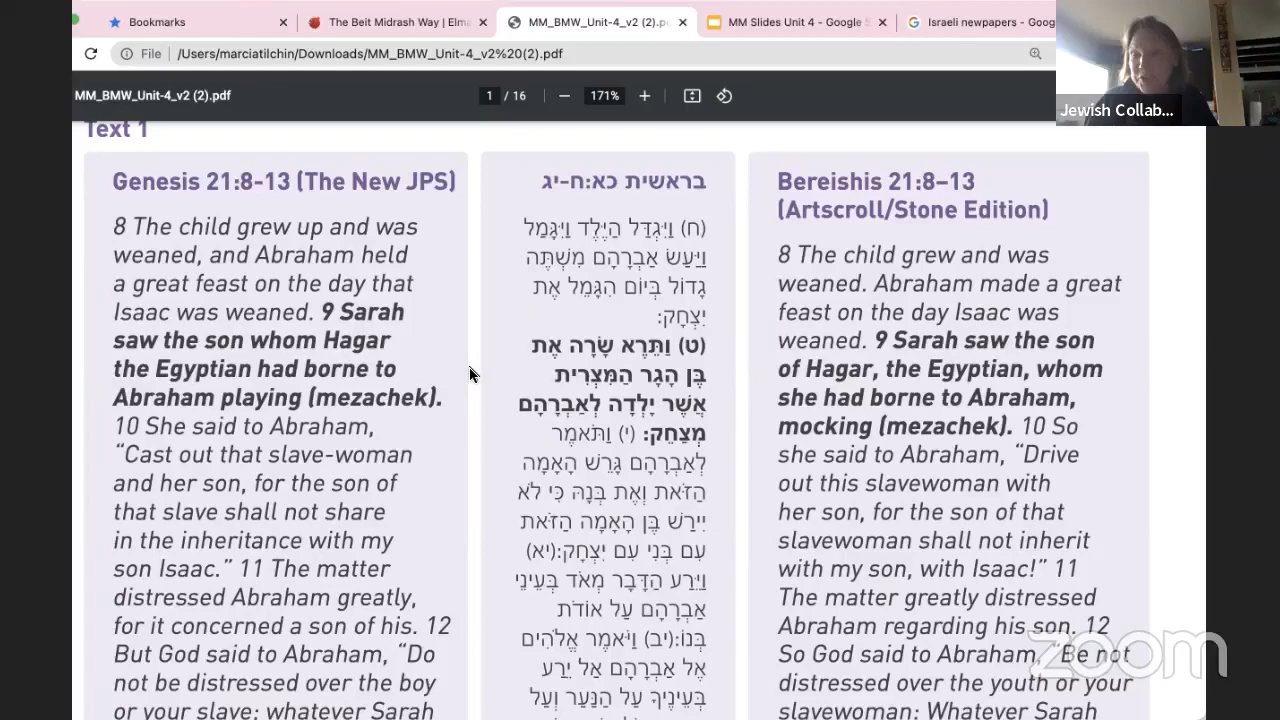 Bookmarks
The Beit Midrash Way | Elma
MM_BMW_Unit-4_v2 (2).p
MM Slides Unit 4 - Google S
Israeli newpapers - Goog
File
/Users/marciatilchin/Downloads/MM_BMW_Unit-4_v2%20(2).pdf
MM_BMW_Unit-4_v2 (2).pdf
1 / 16
171%
Jewish Collab...
Text 1
Genesis 21:8-13 (The New JPS)
8 The child grew up and was
weaned, and Abraham held
a great feast on the day that
Isaac was weaned. 9 Sarah
saw the son whom Hagar
the Egyptian had borne to
Abraham playing (mezachek).
10 She said to Abraham,
“Cast out that slave-woman
and her son, for the son of
that slave shall not share
in the inheritance with my
son Isaac.” 11 The matter
distressed Abraham greatly,
for it concerned a son of his. 12
But God said to Abraham, “Do
not be distressed over the boy
or your slave; whatever Sarah
בראשית כא:ח-יג
(ח) וַיִּגְדַּל הַיֶּלֶד וַיִּגָּמַל
וַיַּעַשׂ אַבְרָהָם מִשְׁתֶּה
גָדוֹל בְּיוֹם הִגָּמֵל אֶת
יִצְחָק:
(ט) וַתֵּרֶא שָׂרָה אֶת
בֶּן הָגָר הַמִּצְרִית
אֲשֶׁר יָלְדָה לְאַבְרָהָם
מְצַחֵק: (י) וַתֹּאמֶר
לְאַבְרָהָם גָּרֵשׁ הָאָמָה
הַזֹּאת וְאֶת בְּנָהּ כִּי לֹא
יִירַשׁ בֶּן הָאָמָה הַזֹּאת
עִם בְּנִי עִם יִצְחָק:(יא)
וַיֵּרַע הַדָּבָר מְאֹד בְּעֵינֵי
אַבְרָהָם עַל אוֹדֹת
בְּנוֹ:(יב) וַיֹּאמֶר אֱלֹהִים
אֶל אַבְרָהָם אַל יֵרַע
בְּעֵינֶיךָ עַל הַנַּעַר וְעַל
Bereishis 21:8–13
(Artscroll/Stone Edition)
8 The child grew and was
weaned. Abraham made a great
feast on the day Isaac was
weaned. 9 Sarah saw the son
of Hagar, the Egyptian, whom
she had borne to Abraham,
mocking (mezachek). 10 So
she said to Abraham, “Drive
out this slavewoman with
her son, for the son of that
slavewoman shall not inherit
with my son, with Isaac!” 11
The matter greatly distressed
Abraham regarding his son. 12
So God said to Abraham, “Be not
distressed over the youth or your
slavewoman: Whatever Sarah
zoom